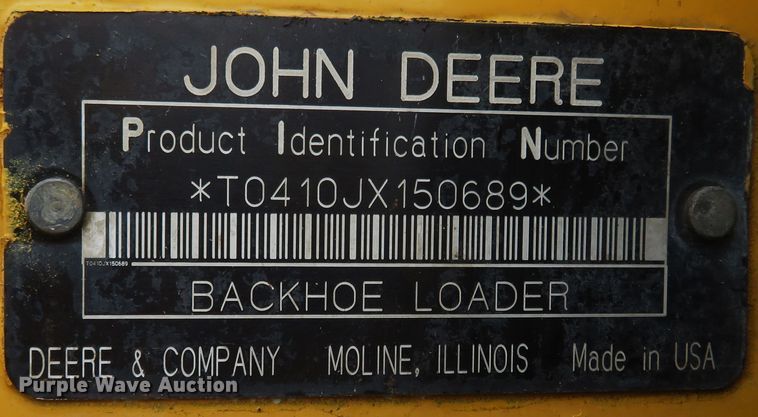 JOHN DEERE
Product Identification Number
*T0410JX150689*
T0410JX150689
BACKHOE LOADER
DEERE & COMPANY MOLINE, ILLINOIS Made in USA
Purple Wave Auction